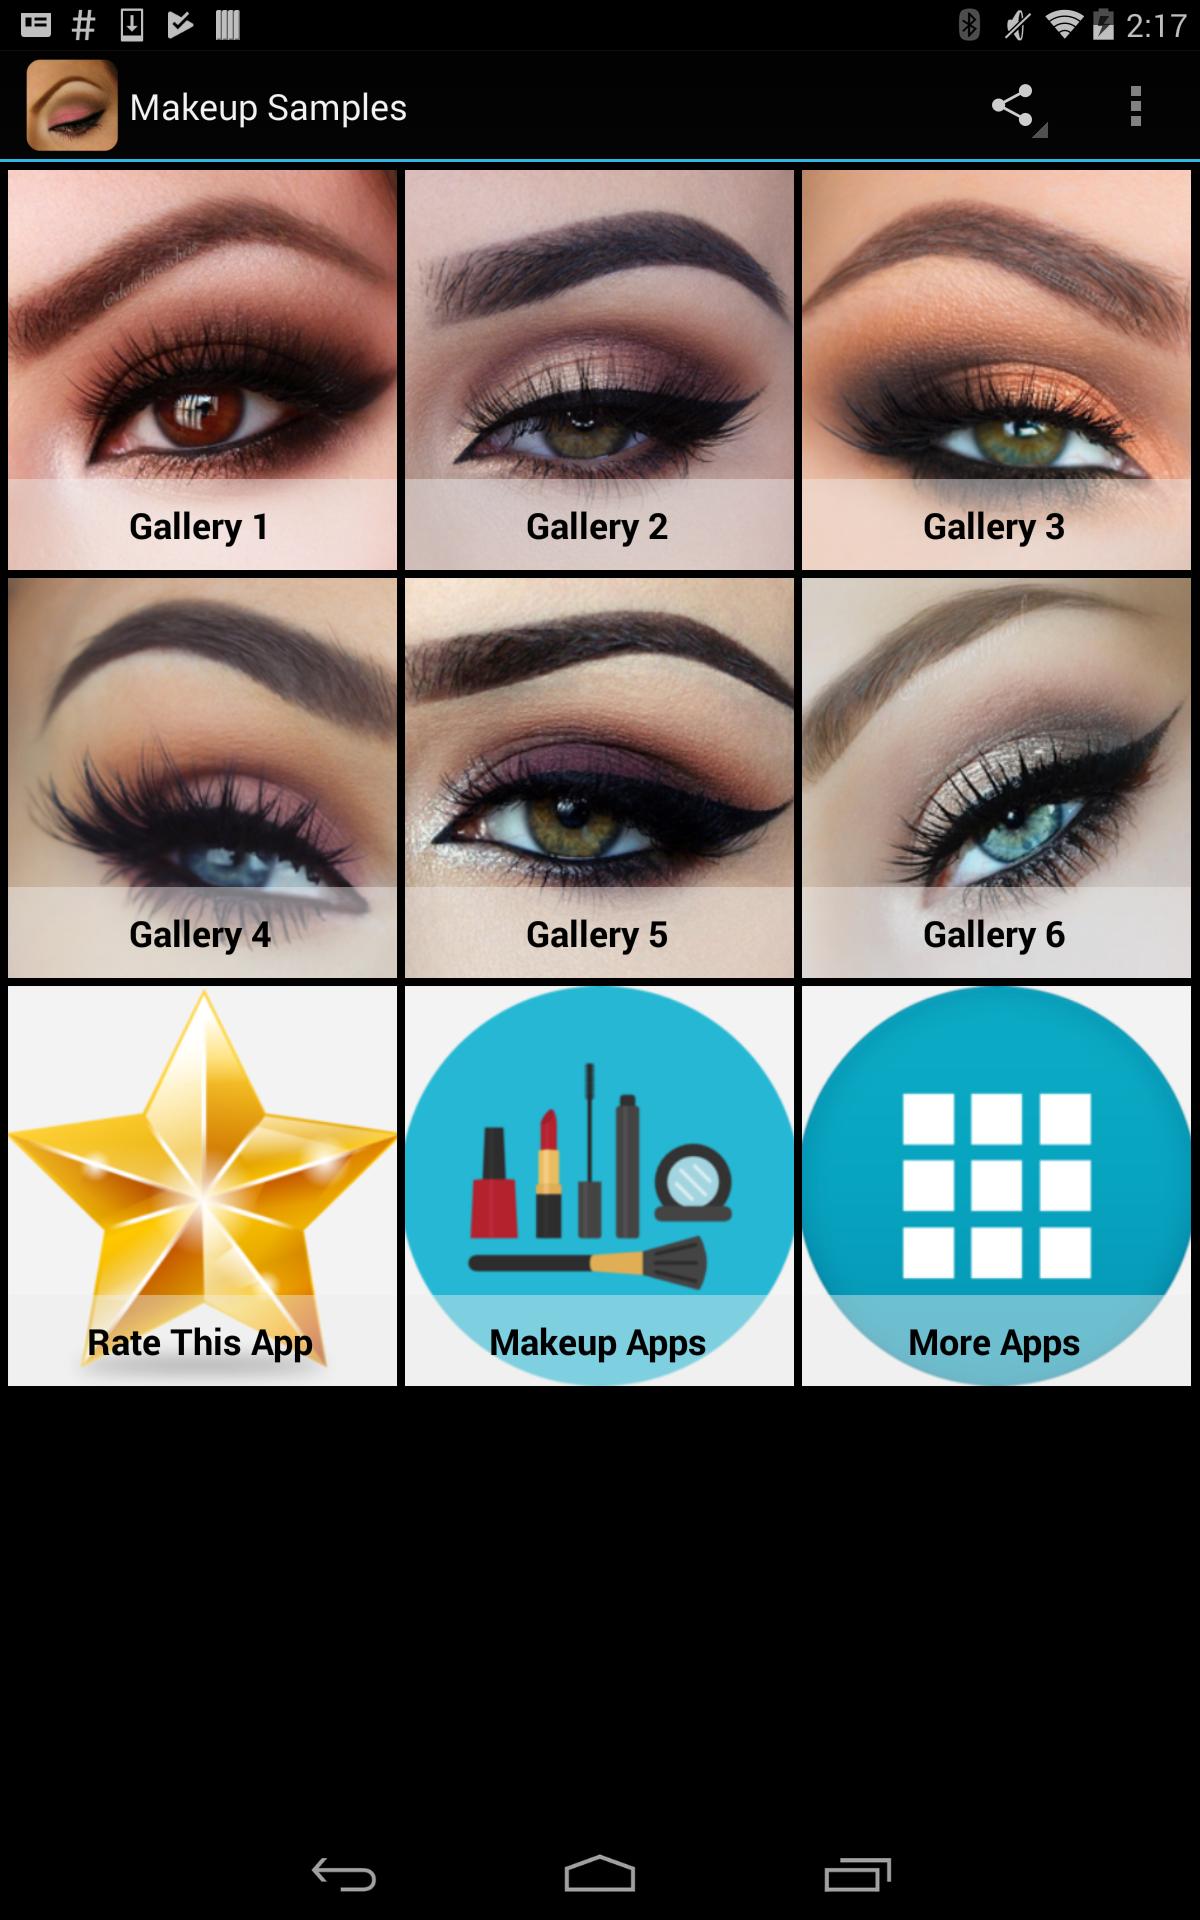 2:17
Makeup Samples
Gallery 1
Gallery 2
Gallery 3
Gallery 4
Gallery 5
Gallery 6
Rate This App
Makeup Apps
More Apps